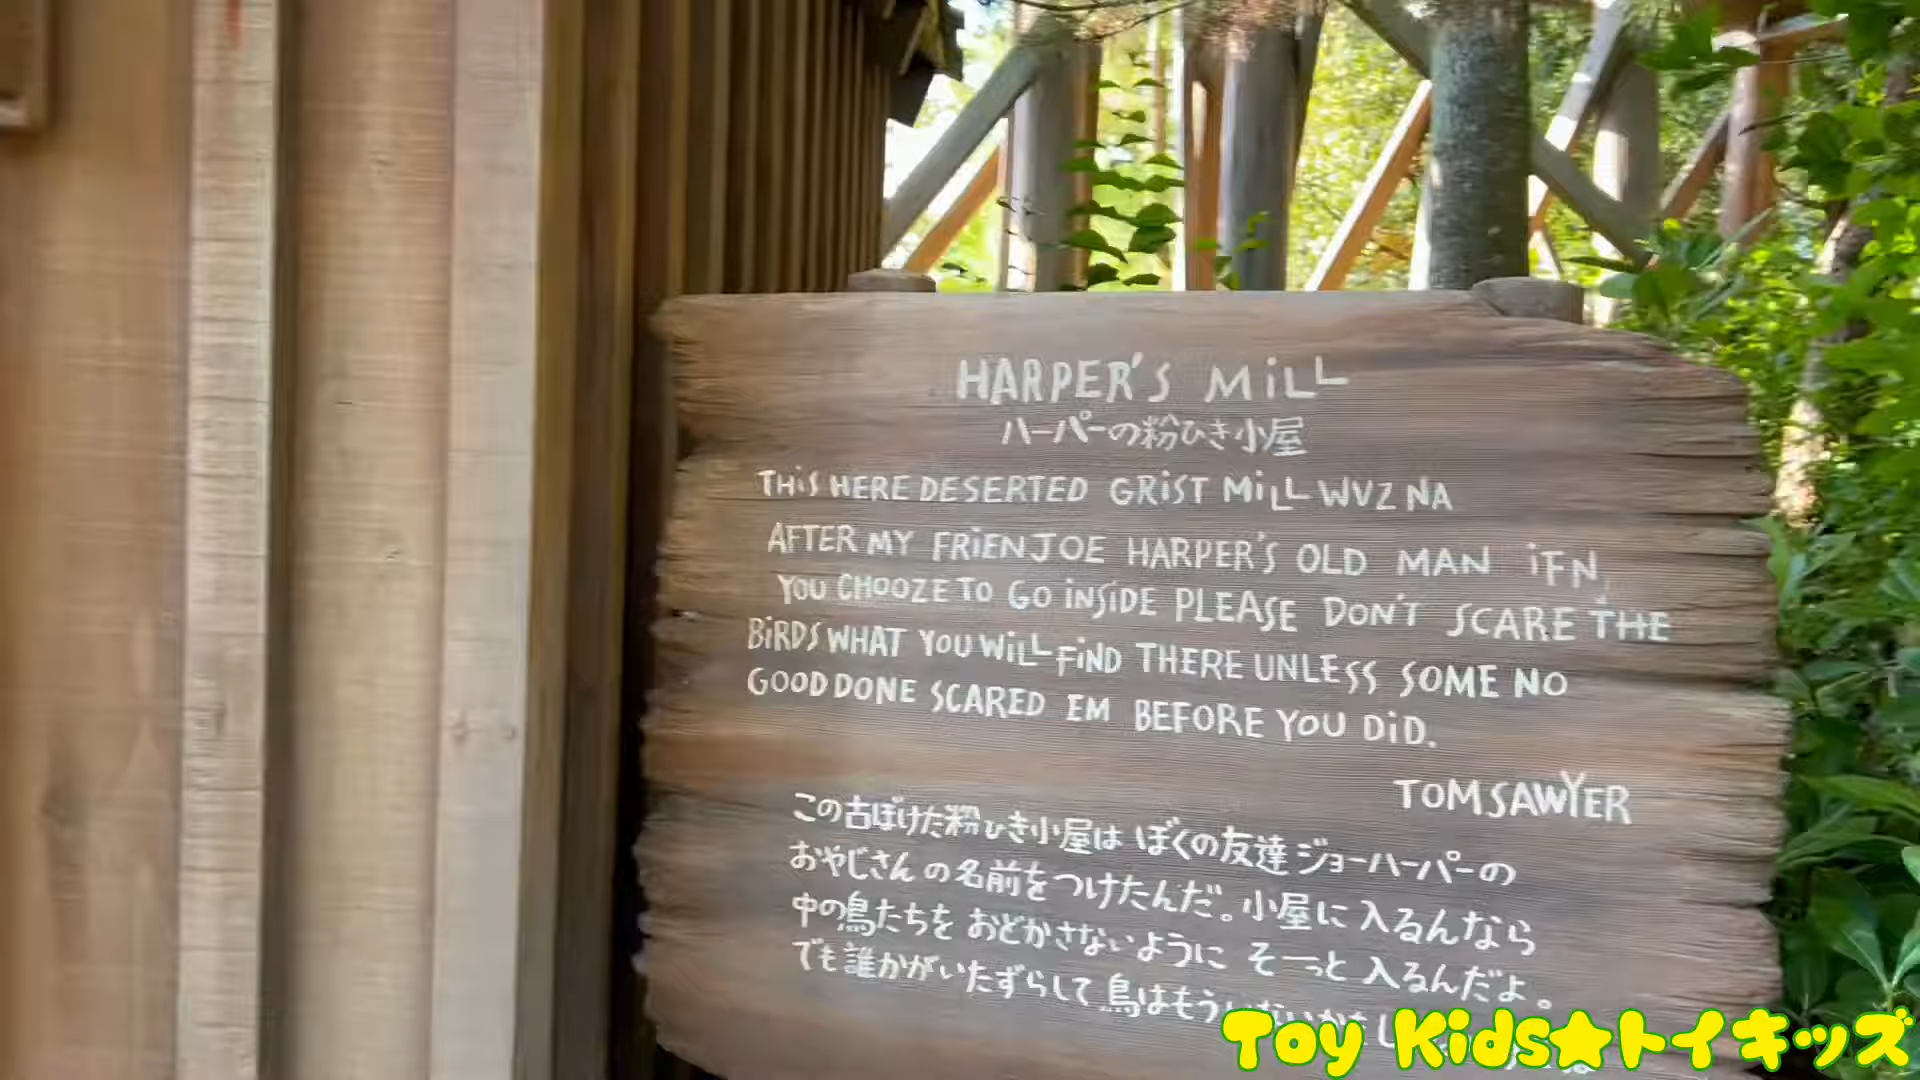 HARPER'S MiLL
ハーパーの粉ひき小屋
THiS HERE DESERTED GRiST MiLL WVZ NA
AFTER MY FRiEN JOE HARPER'S OLD MAN iFN,
YOU CHOOZE TO GO iNSiDE PLEASE DON'T SCARE THE
BiRDS WHAT YOU WiLL FiND THERE UNLESS SOME NO
GOOD DONE SCARED EM BEFORE YOU DiD.
TOM SAWYER
この古ぼけた粉ひき小屋は ぼくの友達 ジョーハーパーの
おやじさんの名前をつけたんだ。小屋に入るんなら
中の鳥たちを おどかさないように そーっと 入るんだよ。
でも誰かがいたずらして 鳥はもう
Toy Kids★トイキッズ